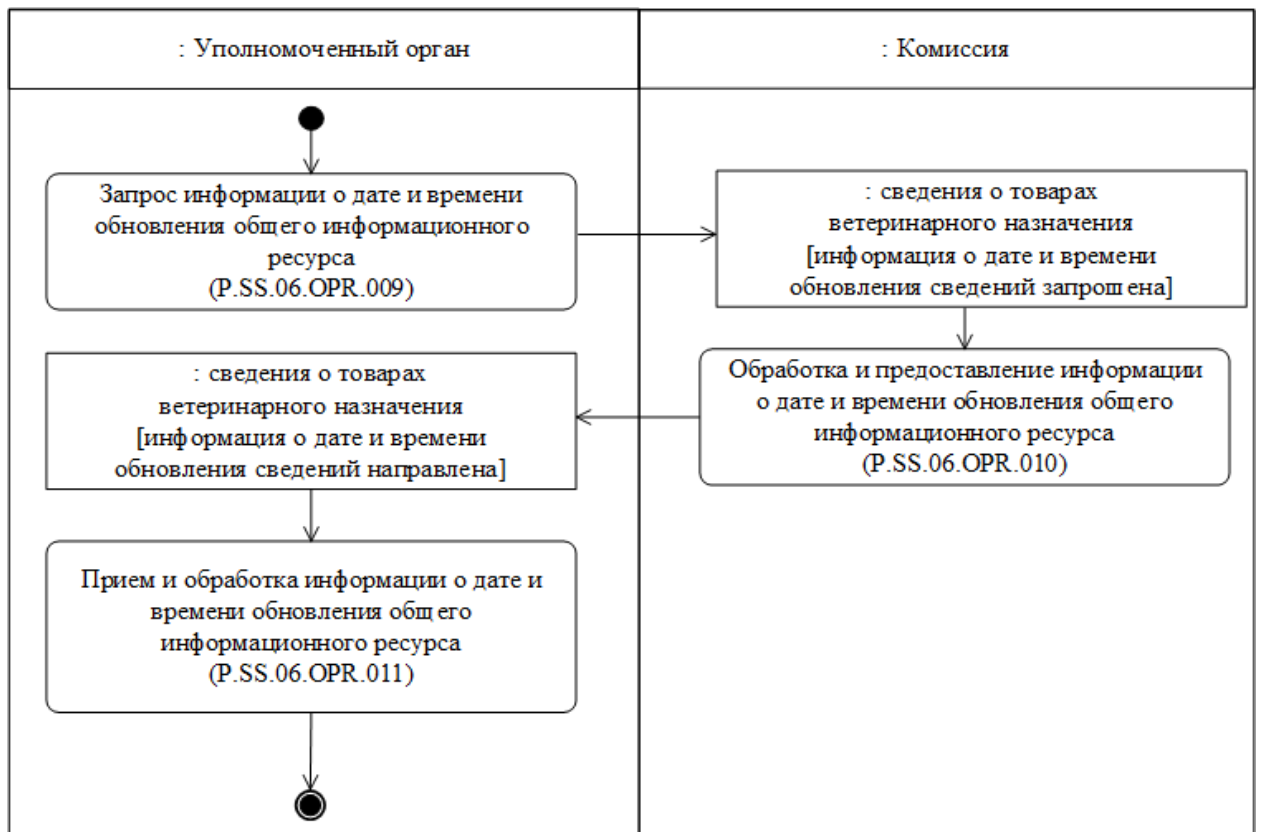 : Уполномоченный орган
: Комиссия
Запрос информации о дате и времени
обновления общего информационного
ресурса
(P.SS.06.OPR.009)
: сведения о товарах
ветеринарного назначения
[информация о дате и времени
обновления сведений запрошена]
Обработка и предоставление информации
о дате и времени обновления общего
информационного ресурса
(P.SS.06.OPR.010)
: сведения о товарах
ветеринарного назначения
[информация о дате и времени
обновления сведений направлена]
Прием и обработка информации о дате и
времени обновления общего
информационного ресурса
(P.SS.06.OPR.011)